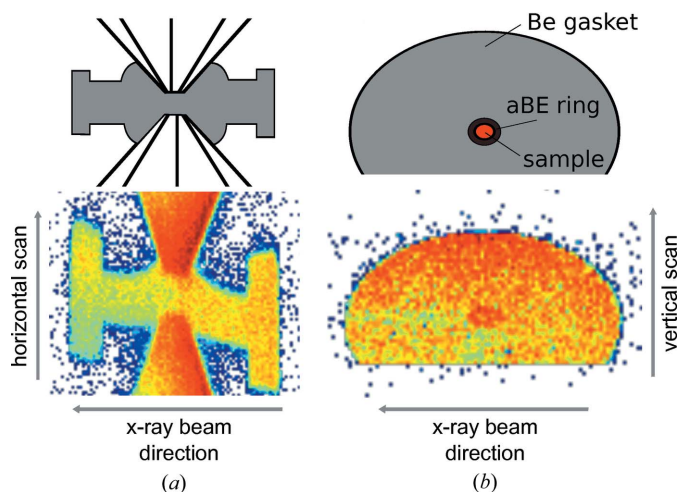 Be gasket
aBE ring
sample
horizontal scan
vertical scan
x-ray beam
direction
x-ray beam
direction
(a)
(b)